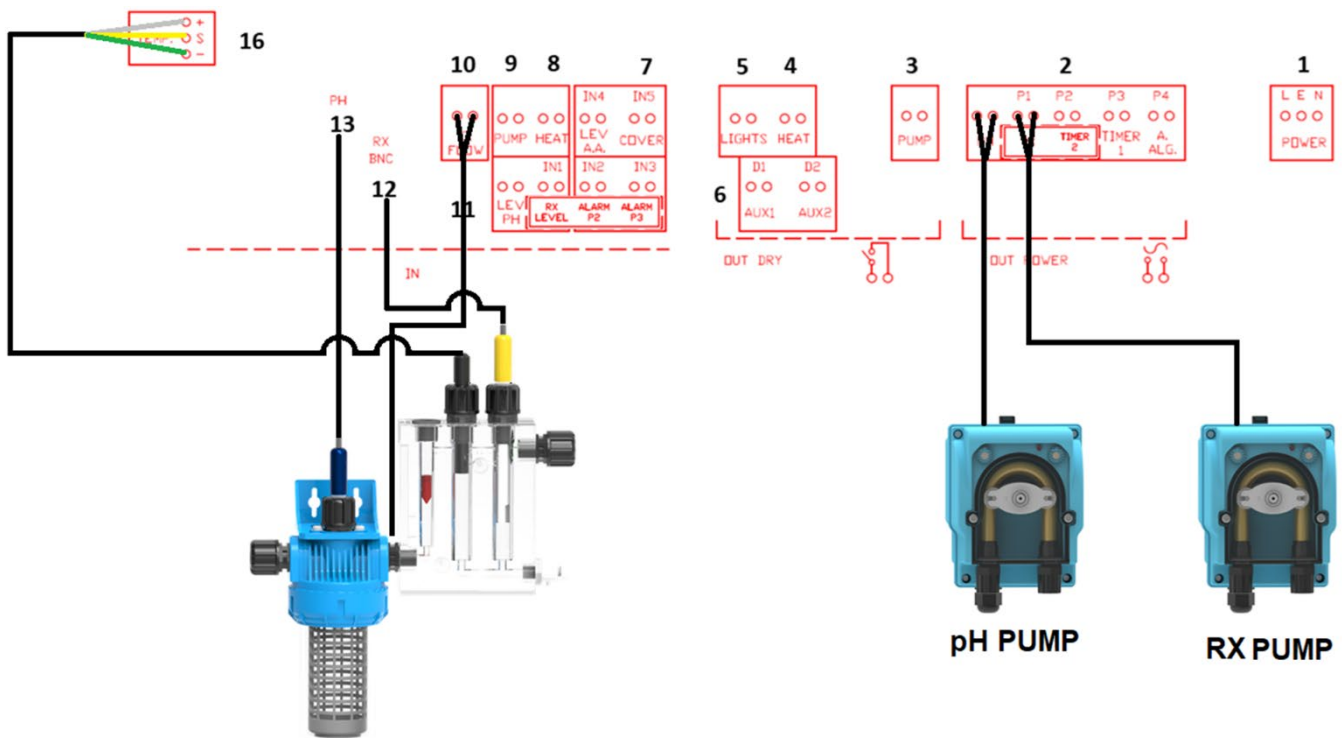 +
S
-
16
10
9
8
7
5
4
3
2
1
PH
13
RX
BNC
12
PUMP
HEAT
IN4
LEV
A.A.
IN5
COVER
11
LEV
PH
IN1
RX
LEVEL
IN2
ALARM
P2
IN3
ALARM
P3
IN
LIGHTS
HEAT
6
D1
AUX1
D2
AUX2
OUT DRY
PUMP
P1
P2
P3
P4
TIMER
2
TIMER
1
A.
ALG.
OUT POWER
L E N
POWER
pH PUMP
RX PUMP